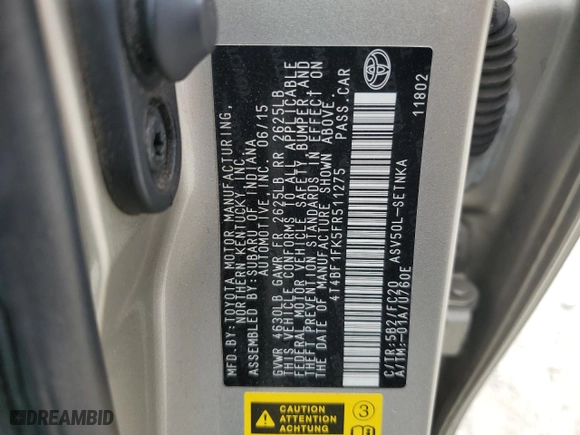 MFD.BY:TOYOTA MOTOR MANUFACTURING,
NORTHERN KENTUCKY, INC.
ASSEMBLED BY: SUBARU OF INDIANA
AUTOMOTIVE, INC. 06/15
GVWR 4630LB GAWR FR 2625LB RR 2625LB
THIS VEHICLE CONFORMS TO ALL APPLICABLE
FEDERAL MOTOR VEHICLE SAFETY, BUMPER AND
THEFT PREVENTION STANDARDS IN EFFECT ON
THE DATE OF MANUFACTURE SHOWN ABOVE.
4T4BF1FK5FR511275 PASS.CAR
C/TR:5B2/FC20 ASV50L-SETNKA
A/TM:-01A/U760E
11802
CAUTION
ATTENTION
ACHTUNG
3
DREAMBID